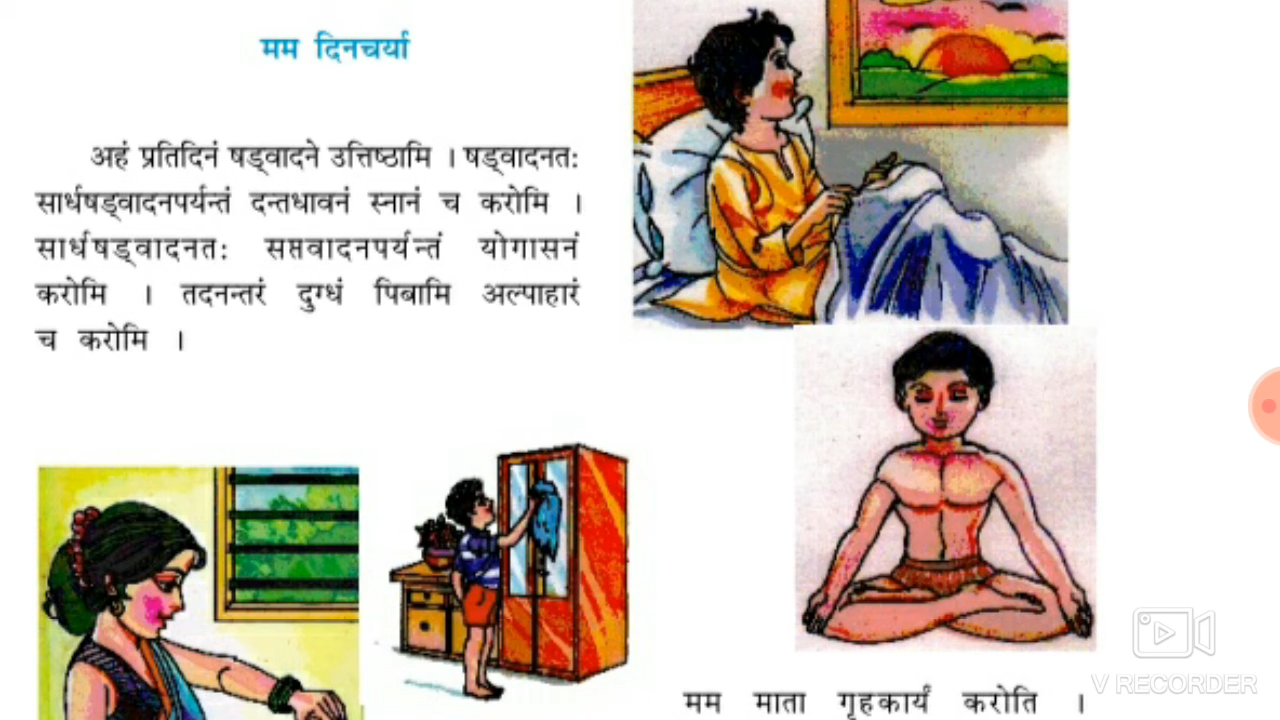 मम दिनचर्या
अहं प्रतिदिनं षड्वादने उत्तिष्ठामि । षड्वादनतः
सार्धषड्वादनपर्यन्तं दन्तधावनं स्नानं च करोमि ।
सार्धषड्वादनतः सप्तवादनपर्यन्तं योगासनं
करोमि । तदनन्तरं दुग्धं पिबामि अल्पाहारं
च करोमि ।
मम माता गृहकार्यं करोति ।
V RECORDER